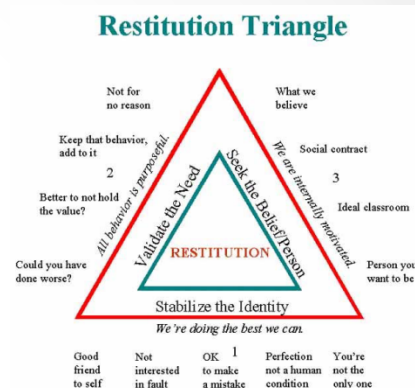 Restitution Triangle
Not for
no reason
What we
believe
Keep that behavior,
add to it
Social contract
2
3
Better to not hold
the value?
Ideal classroom
Could you have
done worse?
Person you
want to be
All behavior is purposeful.
We are internally motivated.
Validate the Need
Seek the Belief/Person
RESTITUTION
Stabilize the Identity
We're doing the best we can.
1
Good
friend
to self
Not
interested
in fault
OK
to make
a mistake
Perfection
not a human
condition
You're
not the
only one